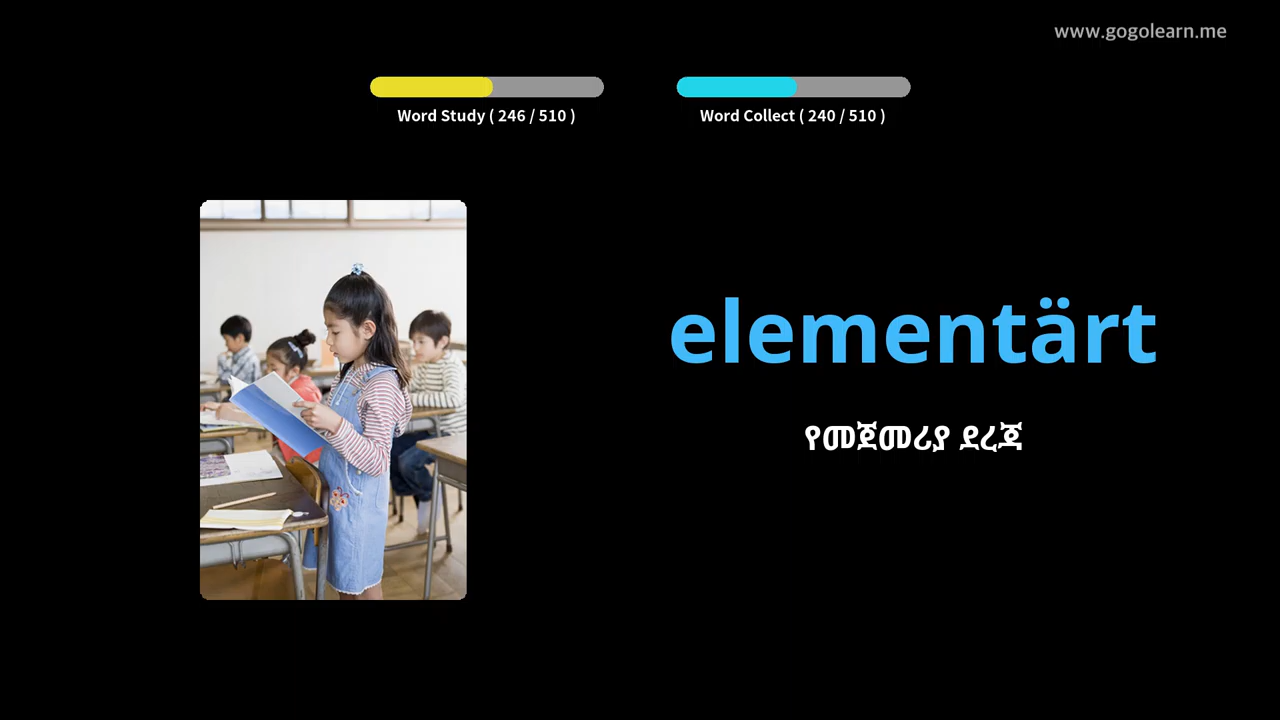 www.gogolearn.me
Word Study ( 246 / 510 )
Word Collect ( 240 / 510 )
elementärt
የመጀመሪያ ደረጃ